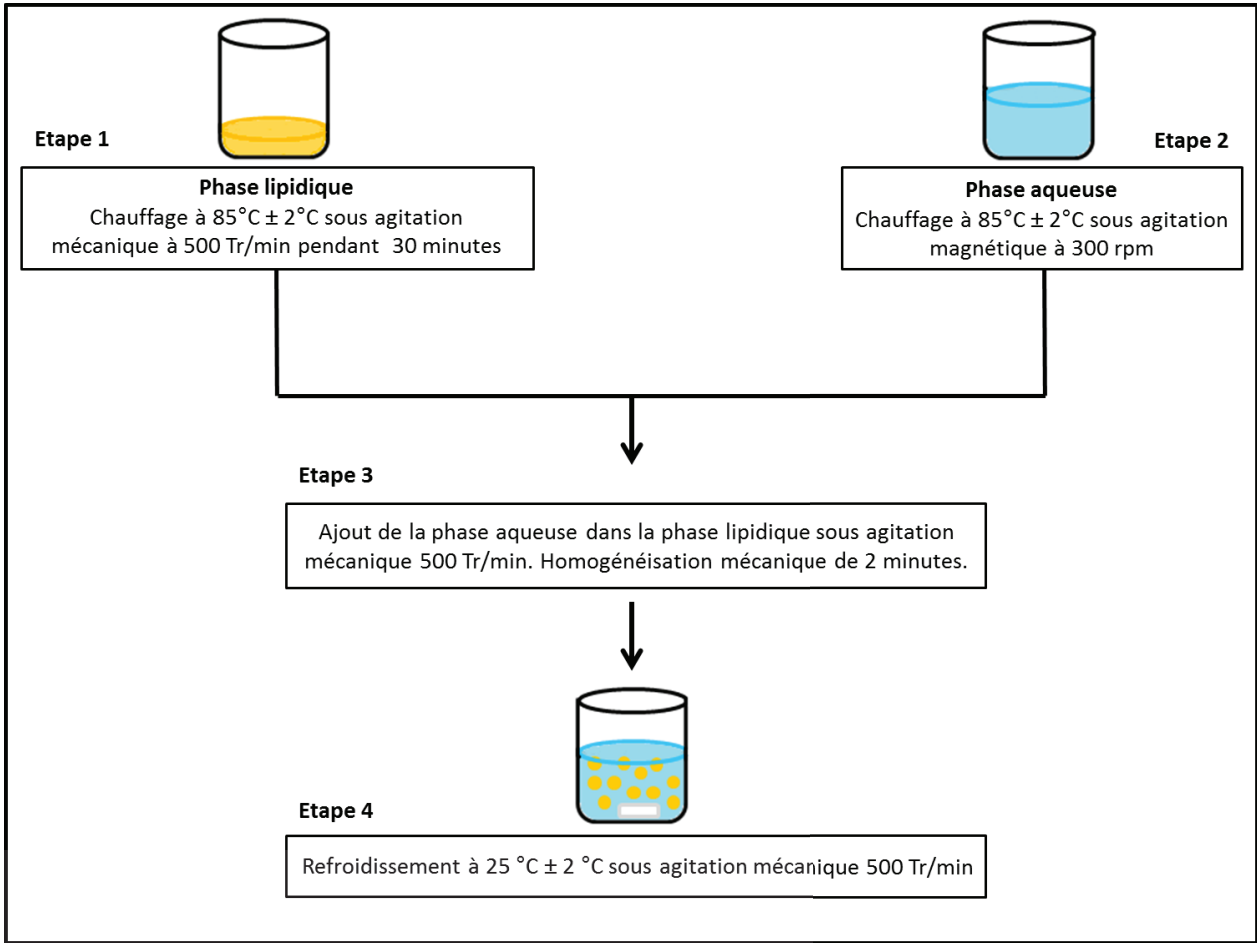 Etape 1
Phase lipidique
Chauffage à 85°C ± 2°C sous agitation
mécanique à 500 Tr/min pendant  30 minutes
Etape 2
Phase aqueuse
Chauffage à 85°C ± 2°C sous agitation
magnétique à 300 rpm
Etape 3
Ajout de la phase aqueuse dans la phase lipidique sous agitation
mécanique 500 Tr/min. Homogénéisation mécanique de 2 minutes.
Etape 4
Refroidissement à 25 °C ± 2 °C sous agitation mécanique 500 Tr/min